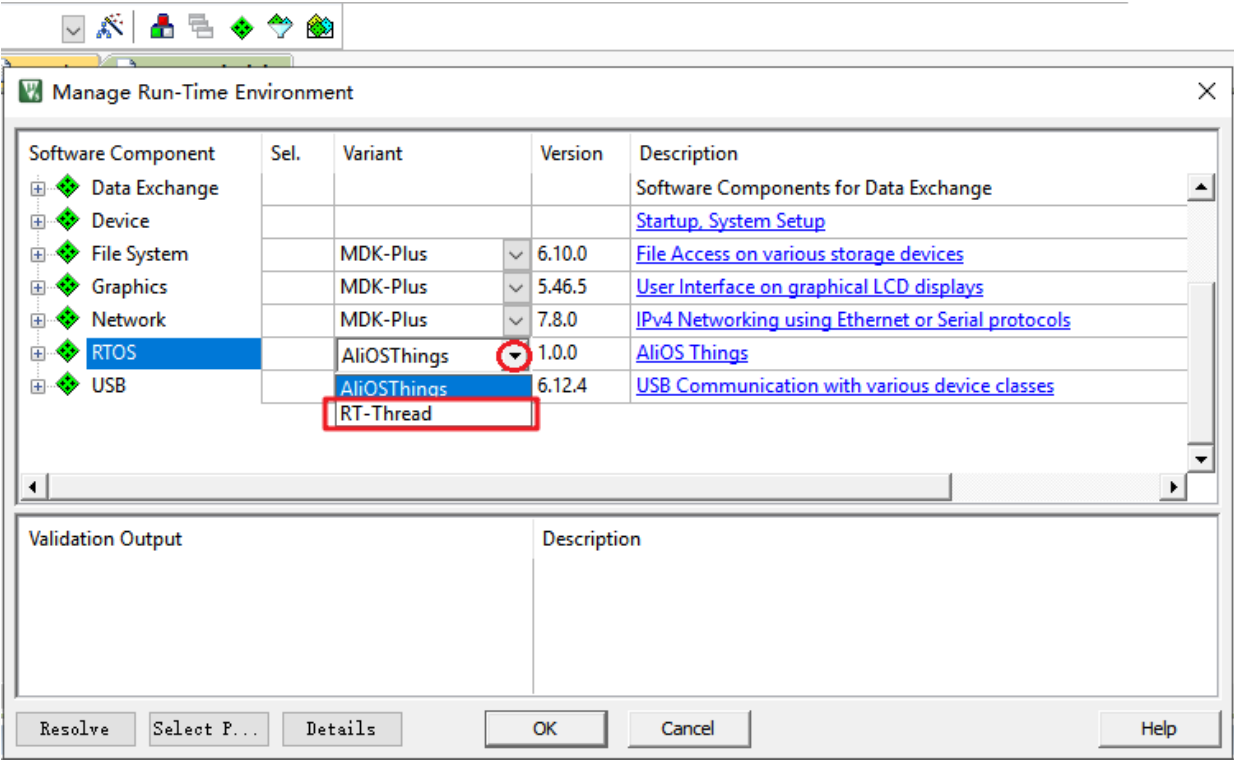 Manage Run-Time Environment
Software Component Sel. Variant Version Description
Data Exchange Software Components for Data Exchange
Device Startup, System Setup
File System MDK-Plus 6.10.0 File Access on various storage devices
Graphics MDK-Plus 5.46.5 User Interface on graphical LCD displays
Network MDK-Plus 7.8.0 IPv4 Networking using Ethernet or Serial protocols
RTOS AliOSThings 1.0.0 AliOS Things
USB AliOSThings 6.12.4 USB Communication with various device classes
RT-Thread
Validation Output Description
Resolve Select P... Details OK Cancel Help